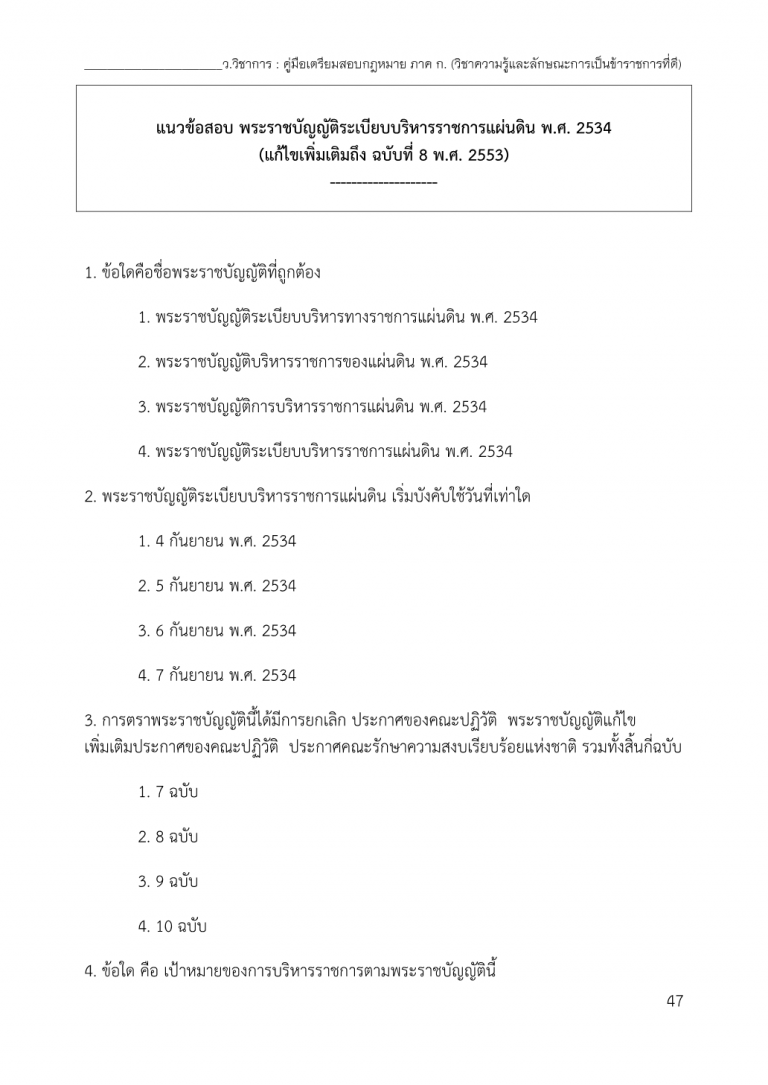 ____________________ว.วิชาการ : คู่มือเตรียมสอบกฎหมาย ภาค ก. (วิชาความรู้และลักษณะการเป็นข้าราชการที่ดี)
แนวข้อสอบ พระราชบัญญัติระเบียบบริหารราชการแผ่นดิน พ.ศ. 2534
(แก้ไขเพิ่มเติมถึง ฉบับที่ 8 พ.ศ. 2553)
--------------------
1. ข้อใดคือชื่อพระราชบัญญัติที่ถูกต้อง
1. พระราชบัญญัติระเบียบบริหารทางราชการแผ่นดิน พ.ศ. 2534
2. พระราชบัญญัติบริหารราชการของแผ่นดิน พ.ศ. 2534
3. พระราชบัญญัติการบริหารราชการแผ่นดิน พ.ศ. 2534
4. พระราชบัญญัติระเบียบบริหารราชการแผ่นดิน พ.ศ. 2534
2. พระราชบัญญัติระเบียบบริหารราชการแผ่นดิน เริ่มบังคับใช้วันที่เท่าใด
1. 4 กันยายน พ.ศ. 2534
2. 5 กันยายน พ.ศ. 2534
3. 6 กันยายน พ.ศ. 2534
4. 7 กันยายน พ.ศ. 2534
3. การตราพระราชบัญญัตินี้ได้มีการยกเลิก ประกาศของคณะปฏิวัติ  พระราชบัญญัติแก้ไข
เพิ่มเติมประกาศของคณะปฏิวัติ  ประกาศคณะรักษาความสงบเรียบร้อยแห่งชาติ รวมทั้งสิ้นกี่ฉบับ
1. 7 ฉบับ
2. 8 ฉบับ
3. 9 ฉบับ
4. 10 ฉบับ
4. ข้อใด คือ เป้าหมายของการบริหารราชการตามพระราชบัญญัตินี้
47